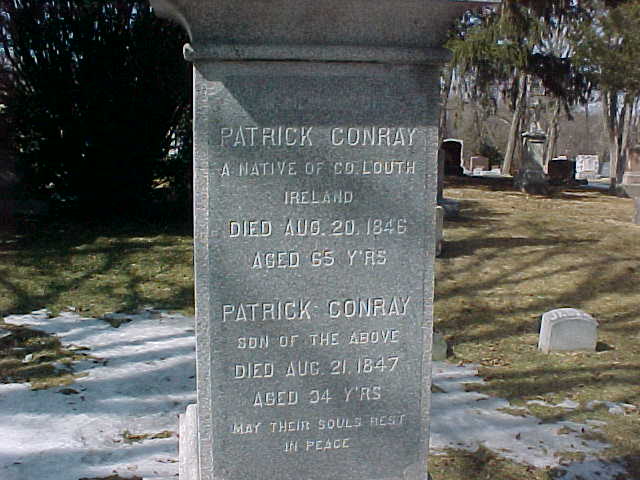 PATRICK CONRAY
A NATIVE OF CO. LOUTH
IRELAND
DIED AUG. 20, 1846
AGED 65 Y'RS
PATRICK CONRAY
SON OF THE ABOVE
DIED AUG. 21, 1847
AGED 34 Y'RS
MAY THEIR SOULS REST
IN PEACE